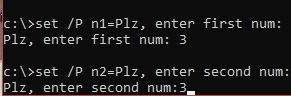 c:\>set /P n1=Plz, enter first num:
Plz, enter first num: 3
c:\>set /P n2=Plz, enter second num:
Plz, enter second num:3